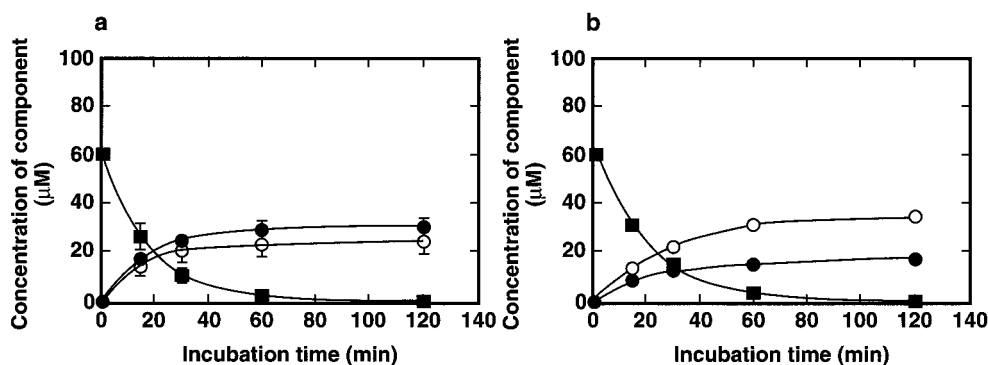 a
100
80
60
40
20
0
0 20 40 60 80 100 120 140
Concentration of component
(μM)
Incubation time (min)
b
100
80
60
40
20
0
0 20 40 60 80 100 120 140
Concentration of component
(μM)
Incubation time (min)